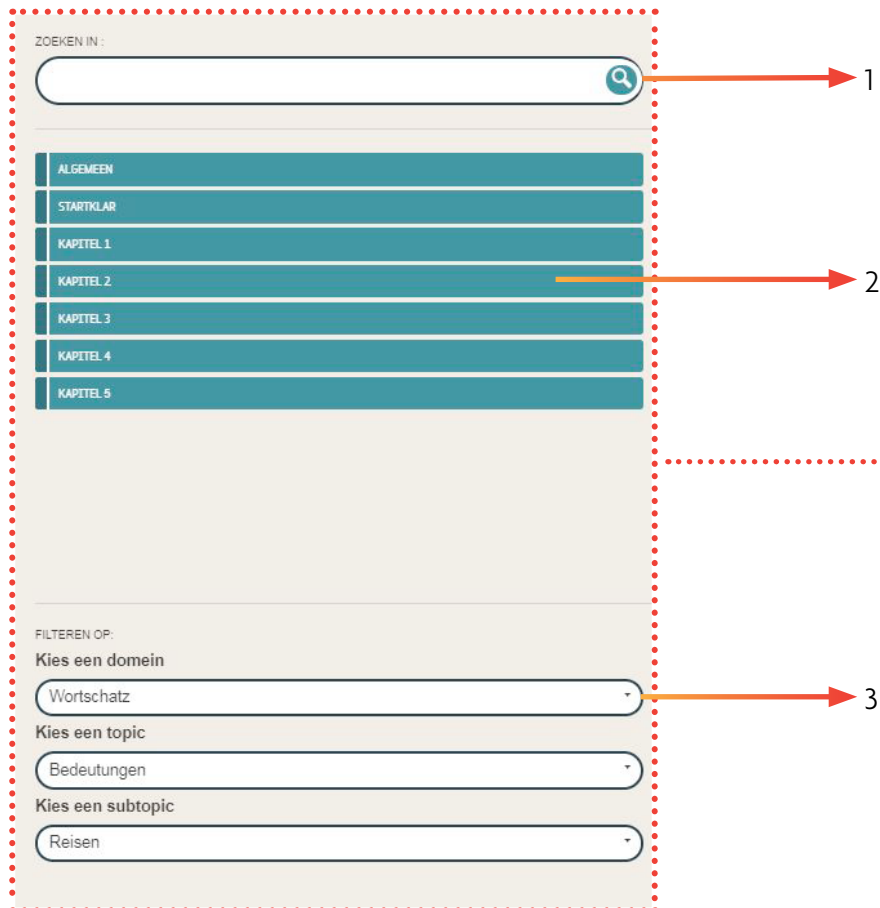 ZOEKEN IN :
1
ALGEMEEN
STARTKLAR
KAPITEL 1
KAPITEL 2
2
KAPITEL 3
KAPITEL 4
KAPITEL 5
FILTEREN OP:
Kies een domein
Wortschatz
3
Kies een topic
Bedeutungen
Kies een subtopic
Reisen